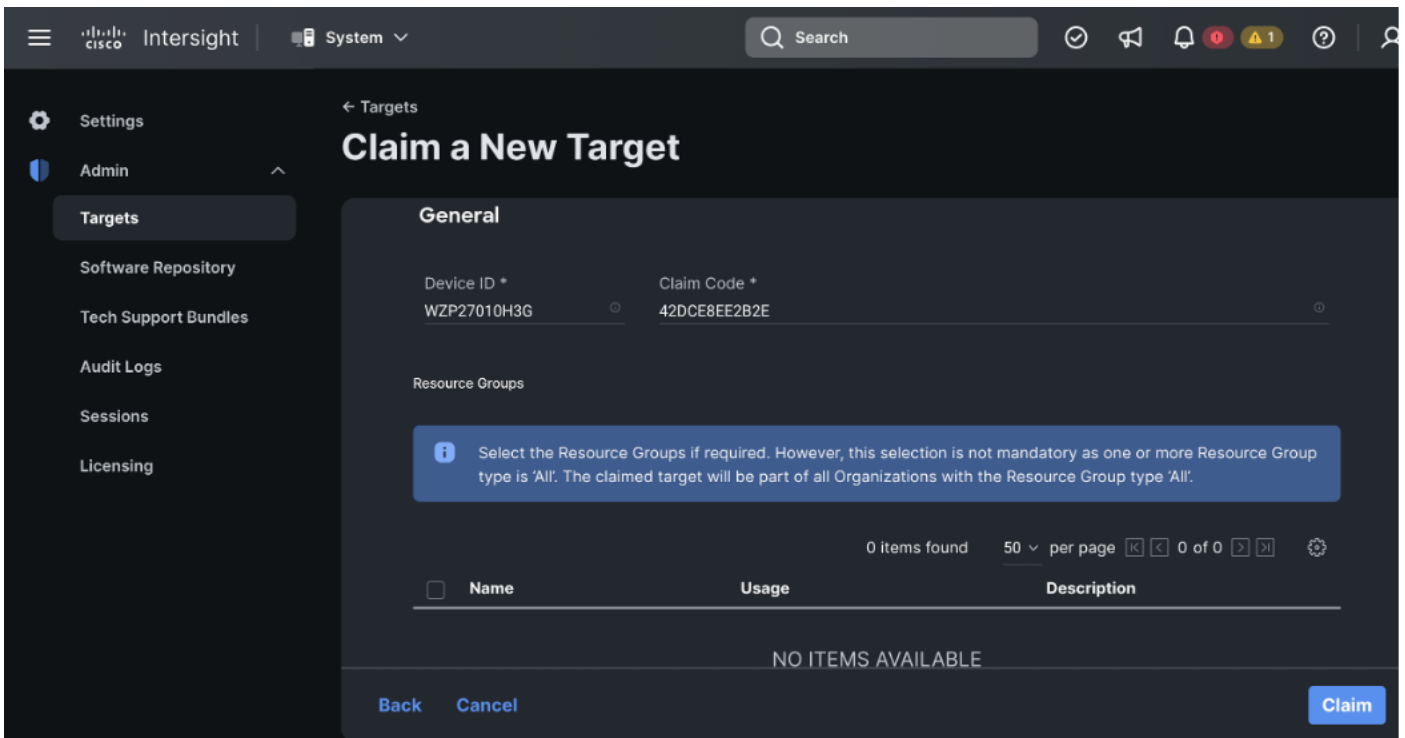 cisco Intersight System Search 1
Settings
Admin
Targets
Software Repository
Tech Support Bundles
Audit Logs
Sessions
Licensing
← Targets
Claim a New Target
General
Device ID * Claim Code *
WZP27010H3G 42DCE8EE2B2E
Resource Groups
Select the Resource Groups if required. However, this selection is not mandatory as one or more Resource Group
type is ‘All’. The claimed target will be part of all Organizations with the Resource Group type ‘All’.
0 items found 50 per page 0 of 0
Name Usage Description
NO ITEMS AVAILABLE
Back Cancel Claim